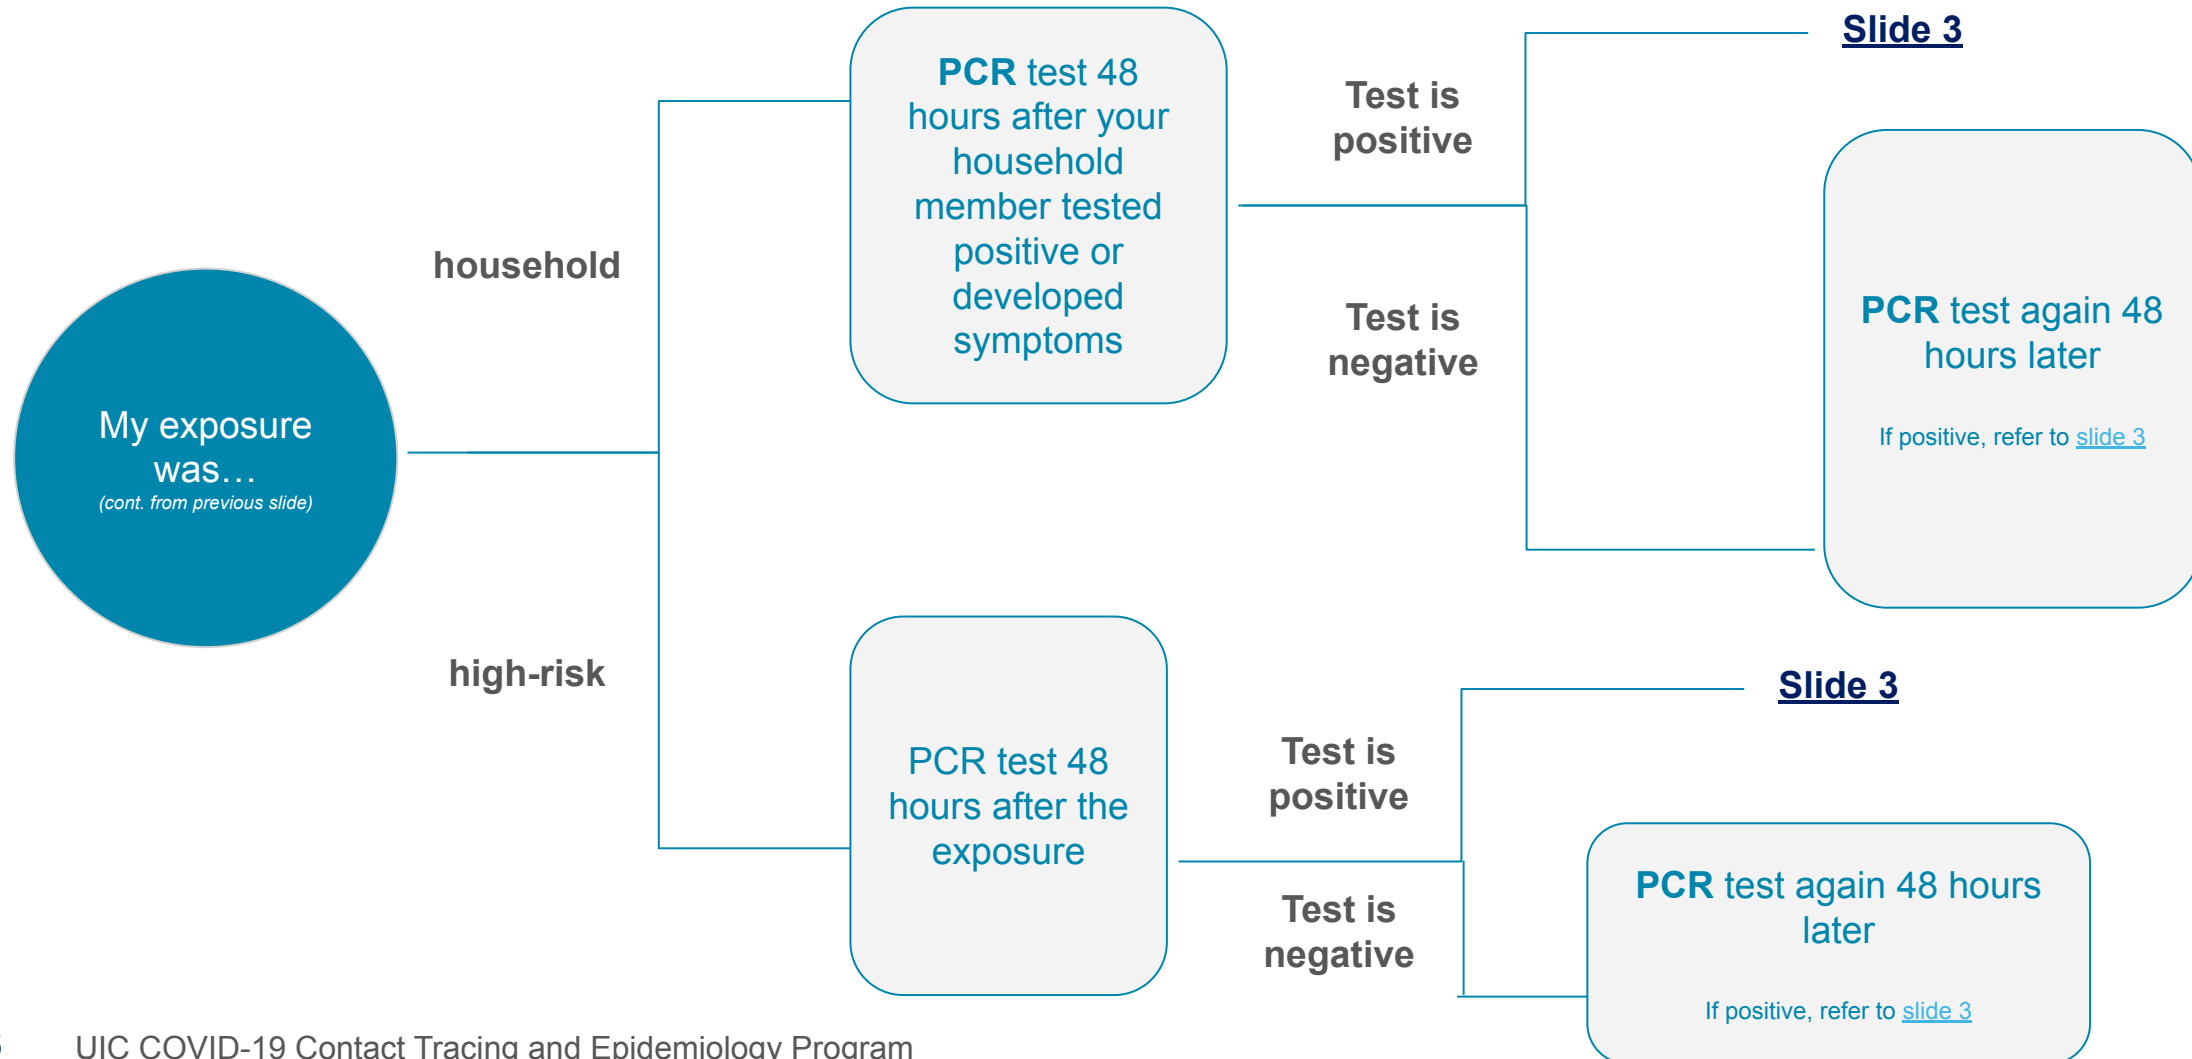 My exposure
was…
(cont. from previous slide)
household
high-risk
PCR test 48
hours after your
household
member tested
positive or
developed
symptoms
Test is
positive
Slide 3
Test is
negative
PCR test again 48
hours later
If positive, refer to slide 3
PCR test 48
hours after the
exposure
Test is
positive
Slide 3
Test is
negative
PCR test again 48 hours
later
If positive, refer to slide 3
UIC COVID-19 Contact Tracing and Epidemiology Program